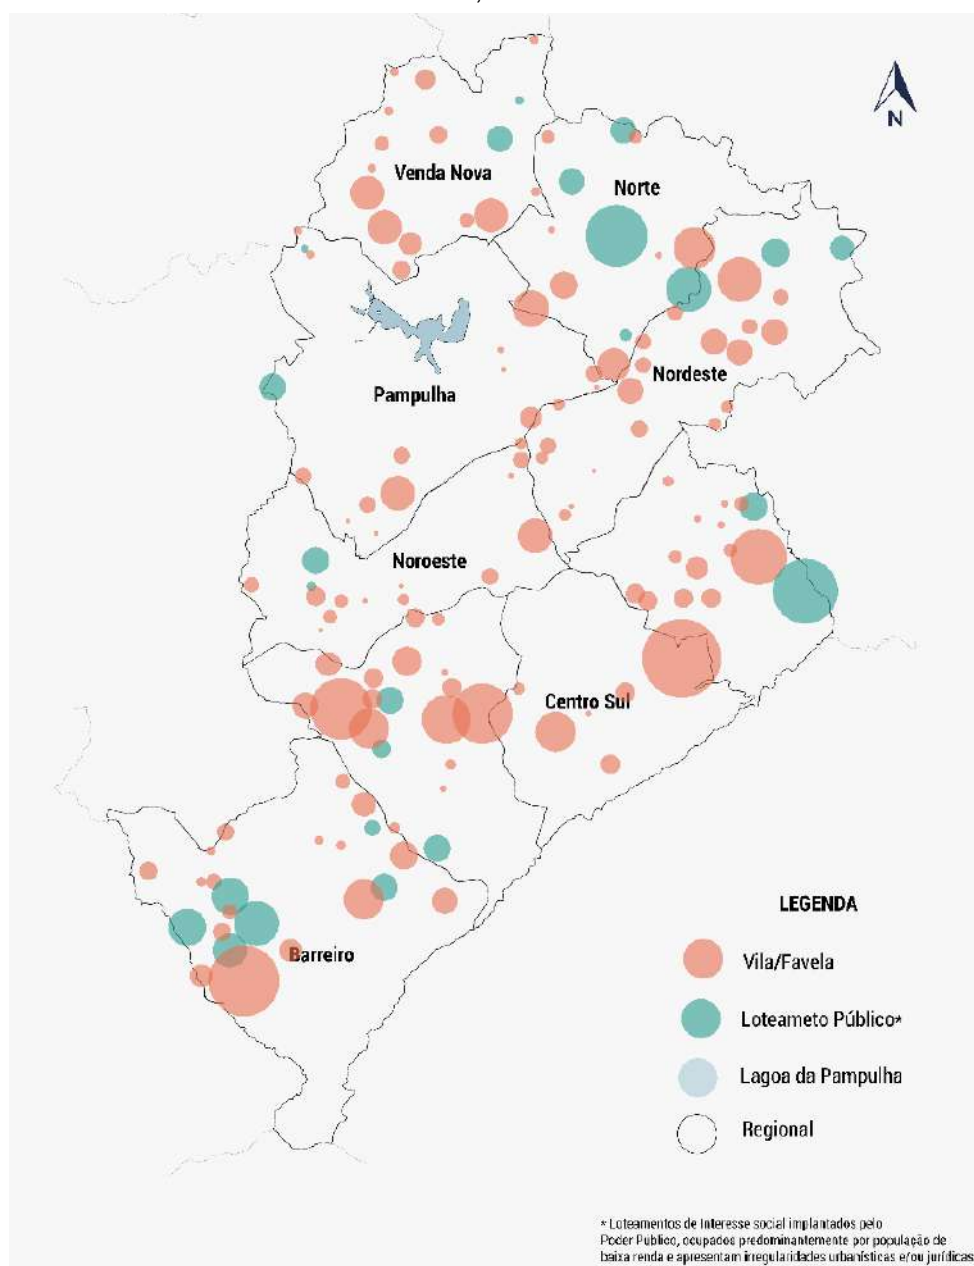 N
Venda Nova
Norte
Nordeste
Pampulha
Noroeste
Centro Sul
Barreiro
LEGENDA
Vila/Favela
Loteameto Público*
Lagoa da Pampulha
Regional
* Loteamentos de Interesse social implantados pelo
Poder Público, ocupados predominantemente por população de
baixa renda e apresentam irregularidades urbanísticas e/ou jurídicas